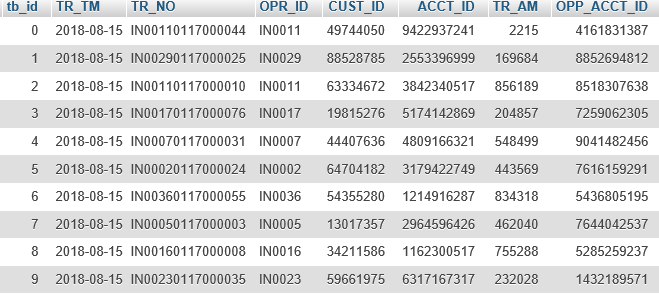 tb_id TR_TM TR_NO OPR_ID CUST_ID ACCT_ID TR_AM OPP_ACCT_ID
0 2018-08-15 IN00110117000044 IN0011 49744050 9422937241 2215 4161831387
1 2018-08-15 IN00290117000025 IN0029 88528785 2553396999 169684 8852694812
2 2018-08-15 IN00110117000010 IN0011 63334672 3842340517 856189 8518307638
3 2018-08-15 IN00170117000076 IN0017 19815276 5174142869 204857 7259062305
4 2018-08-15 IN00070117000031 IN0007 44407636 4809166321 548499 9041482456
5 2018-08-15 IN00020117000024 IN0002 64704182 3179422749 443569 7616159291
6 2018-08-15 IN00360117000055 IN0036 54355280 1214916287 834318 5436805195
7 2018-08-15 IN00050117000003 IN0005 13017357 2964596426 462040 7644042537
8 2018-08-15 IN00160117000008 IN0016 34211586 1162300517 755288 5285259237
9 2018-08-15 IN00230117000035 IN0023 59661975 6317167317 232028 1432189571